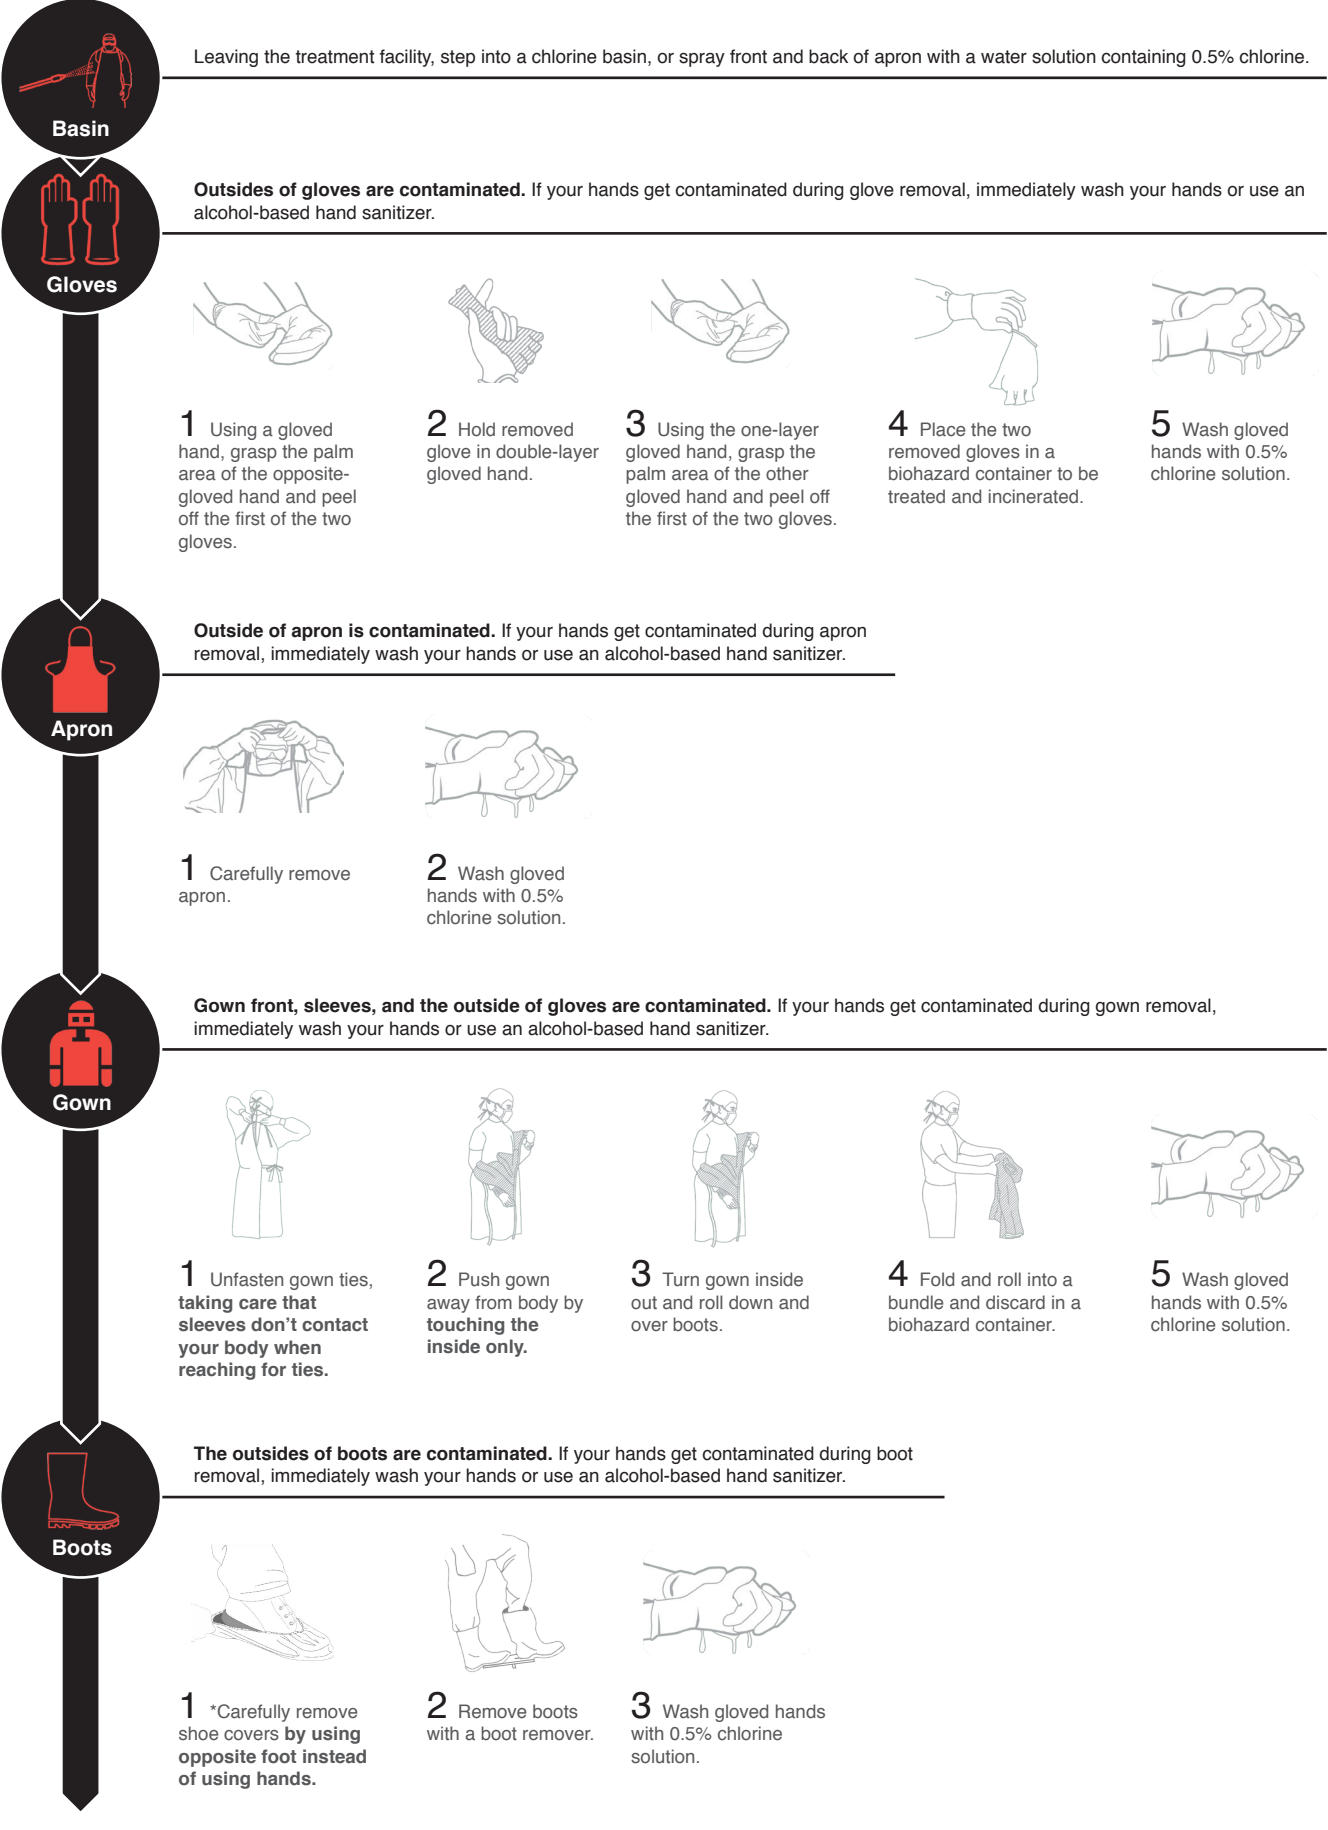 Basin
Leaving the treatment facility, step into a chlorine basin, or spray front and back of apron with a water solution containing 0.5% chlorine.
Gloves
Outsides of gloves are contaminated. If your hands get contaminated during glove removal, immediately wash your hands or use an
alcohol-based hand sanitizer.
1 Using a gloved
hand, grasp the palm
area of the opposite-
gloved hand and peel
off the first of the two
gloves.
2 Hold removed
glove in double-layer
gloved hand.
3 Using the one-layer
gloved hand, grasp the
palm area of the other
gloved hand and peel off
the first of the two gloves.
4 Place the two
removed gloves in a
biohazard container to be
treated and incinerated.
5 Wash gloved
hands with 0.5%
chlorine solution.
Apron
Outside of apron is contaminated. If your hands get contaminated during apron
removal, immediately wash your hands or use an alcohol-based hand sanitizer.
1 Carefully remove
apron.
2 Wash gloved
hands with 0.5%
chlorine solution.
Gown
Gown front, sleeves, and the outside of gloves are contaminated. If your hands get contaminated during gown removal,
immediately wash your hands or use an alcohol-based hand sanitizer.
1 Unfasten gown ties,
taking care that
sleeves don't contact
your body when
reaching for ties.
2 Push gown
away from body by
touching the
inside only.
3 Turn gown inside
out and roll down and
over boots.
4 Fold and roll into a
bundle and discard in a
biohazard container.
5 Wash gloved
hands with 0.5%
chlorine solution.
Boots
The outsides of boots are contaminated. If your hands get contaminated during boot
removal, immediately wash your hands or use an alcohol-based hand sanitizer.
1 *Carefully remove
shoe covers by using
opposite foot instead
of using hands.
2 Remove boots
with a boot remover.
3 Wash gloved hands
with 0.5% chlorine
solution.